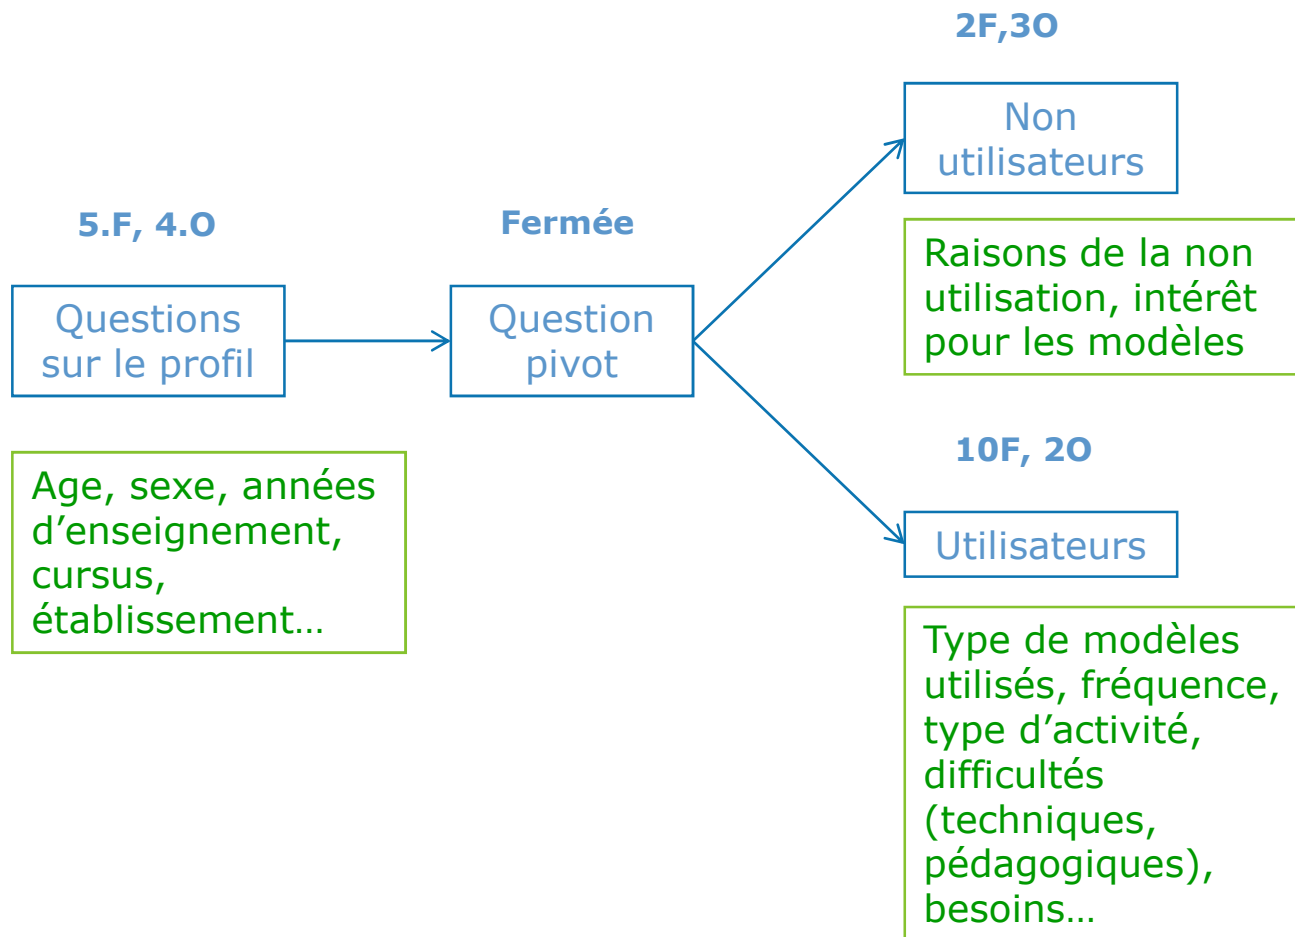 5.F, 4.O
Questions
sur le profil
Age, sexe, années
d’enseignement,
cursus,
établissement…
Fermée
Question
pivot
2F,3O
Non
utilisateurs
Raisons de la non
utilisation, intérêt
pour les modèles
10F, 2O
Utilisateurs
Type de modèles
utilisés, fréquence,
type d’activité,
difficultés
(techniques,
pédagogiques),
besoins…